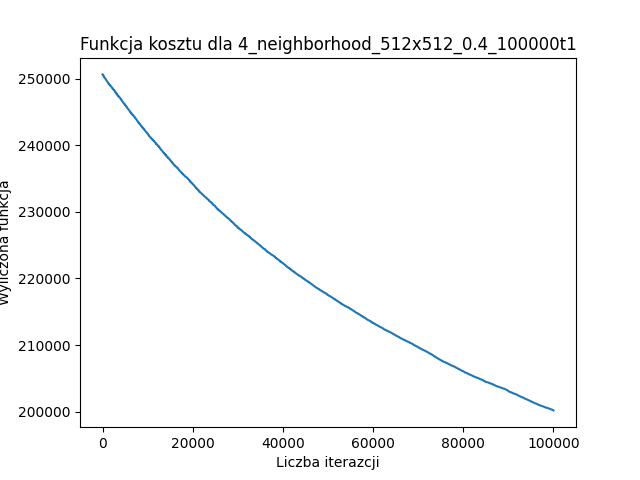 Funkcja kosztu dla 4_neighborhood_512x512_0.4_100000t1
250000
240000
230000
220000
210000
200000
Wyliczona funkcja
0 20000 40000 60000 80000 100000
Liczba iterazcji